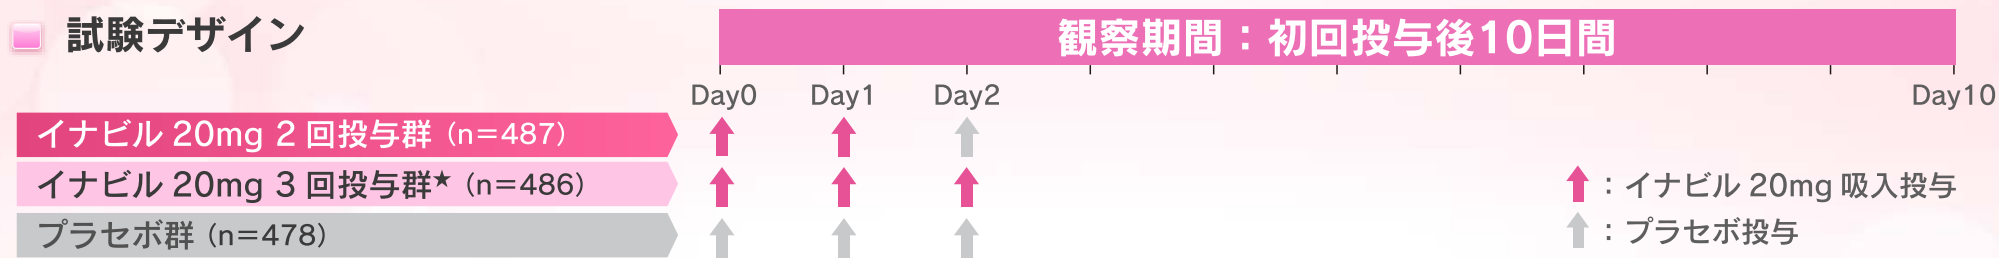 試験デザイン
観察期間：初回投与後10日間
Day0 Day1 Day2 Day10
イナビル 20mg 2 回投与群（n＝487）
イナビル 20mg 3 回投与群★（n＝486）
：イナビル 20mg 吸入投与
プラセボ群（n＝478）
：プラセボ投与